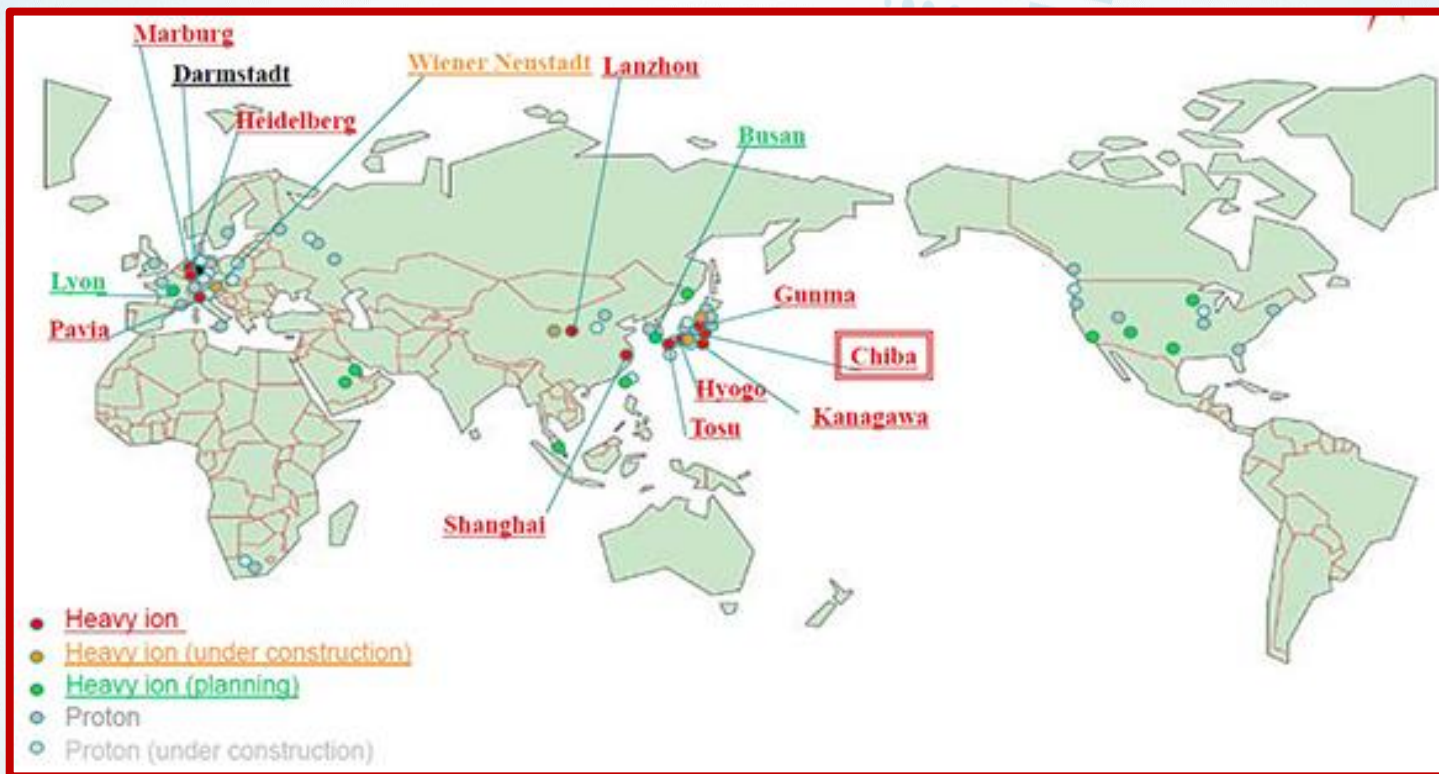 Marburg
Darmstadt
Wiener Neustadt
Lanzhou
Heidelberg
Busan
Lyon
Pavia
Gunma
Chiba
Hyogo
Kanagawa
Tosu
Shanghai
Heavy ion
Heavy ion (under construction)
Heavy ion (planning)
Proton
Proton (under construction)